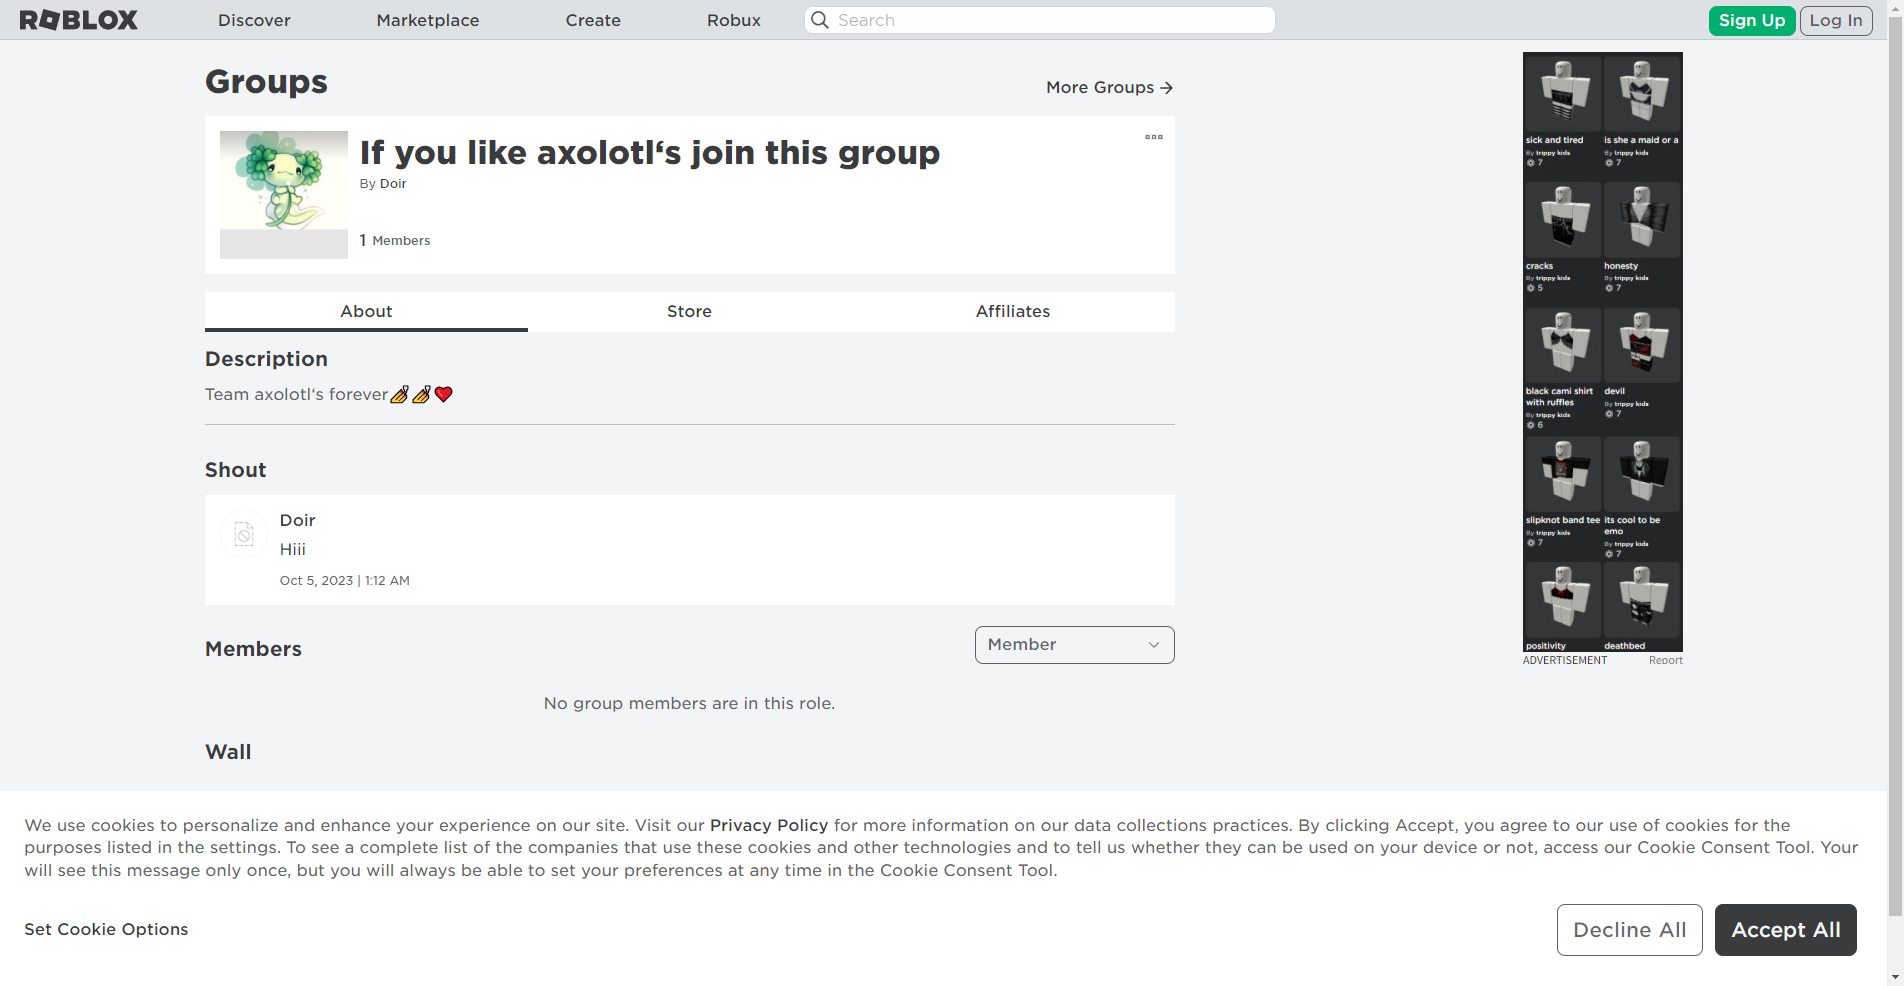 ROBLOX
Discover
Marketplace
Create
Robux
Search
Sign Up
Log In
Groups
More Groups →
If you like axolotl‘s join this group
By Doir
1 Members
About
Store
Affiliates
Description
Team axolotl‘s forever💅💅❤️
Shout
Doir
Hiii
Oct 5, 2023 | 1:12 AM
Members
Member
No group members are in this role.
Wall
sick and tired
By trippy kids
7
is she a maid or a
By trippy kids
7
cracks
By trippy kids
5
honesty
By trippy kids
7
black cami shirt
with ruffles
By trippy kids
6
devil
By trippy kids
7
slipknot band tee
By trippy kids
7
its cool to be
emo
By trippy kids
7
positivity
deathbed
ADVERTISEMENT
Report
We use cookies to personalize and enhance your experience on our site. Visit our Privacy Policy for more information on our data collections practices. By clicking Accept, you agree to our use of cookies for the
purposes listed in the settings. To see a complete list of the companies that use these cookies and other technologies and to tell us whether they can be used on your device or not, access our Cookie Consent Tool. Your
will see this message only once, but you will always be able to set your preferences at any time in the Cookie Consent Tool.
Set Cookie Options
Decline All
Accept All